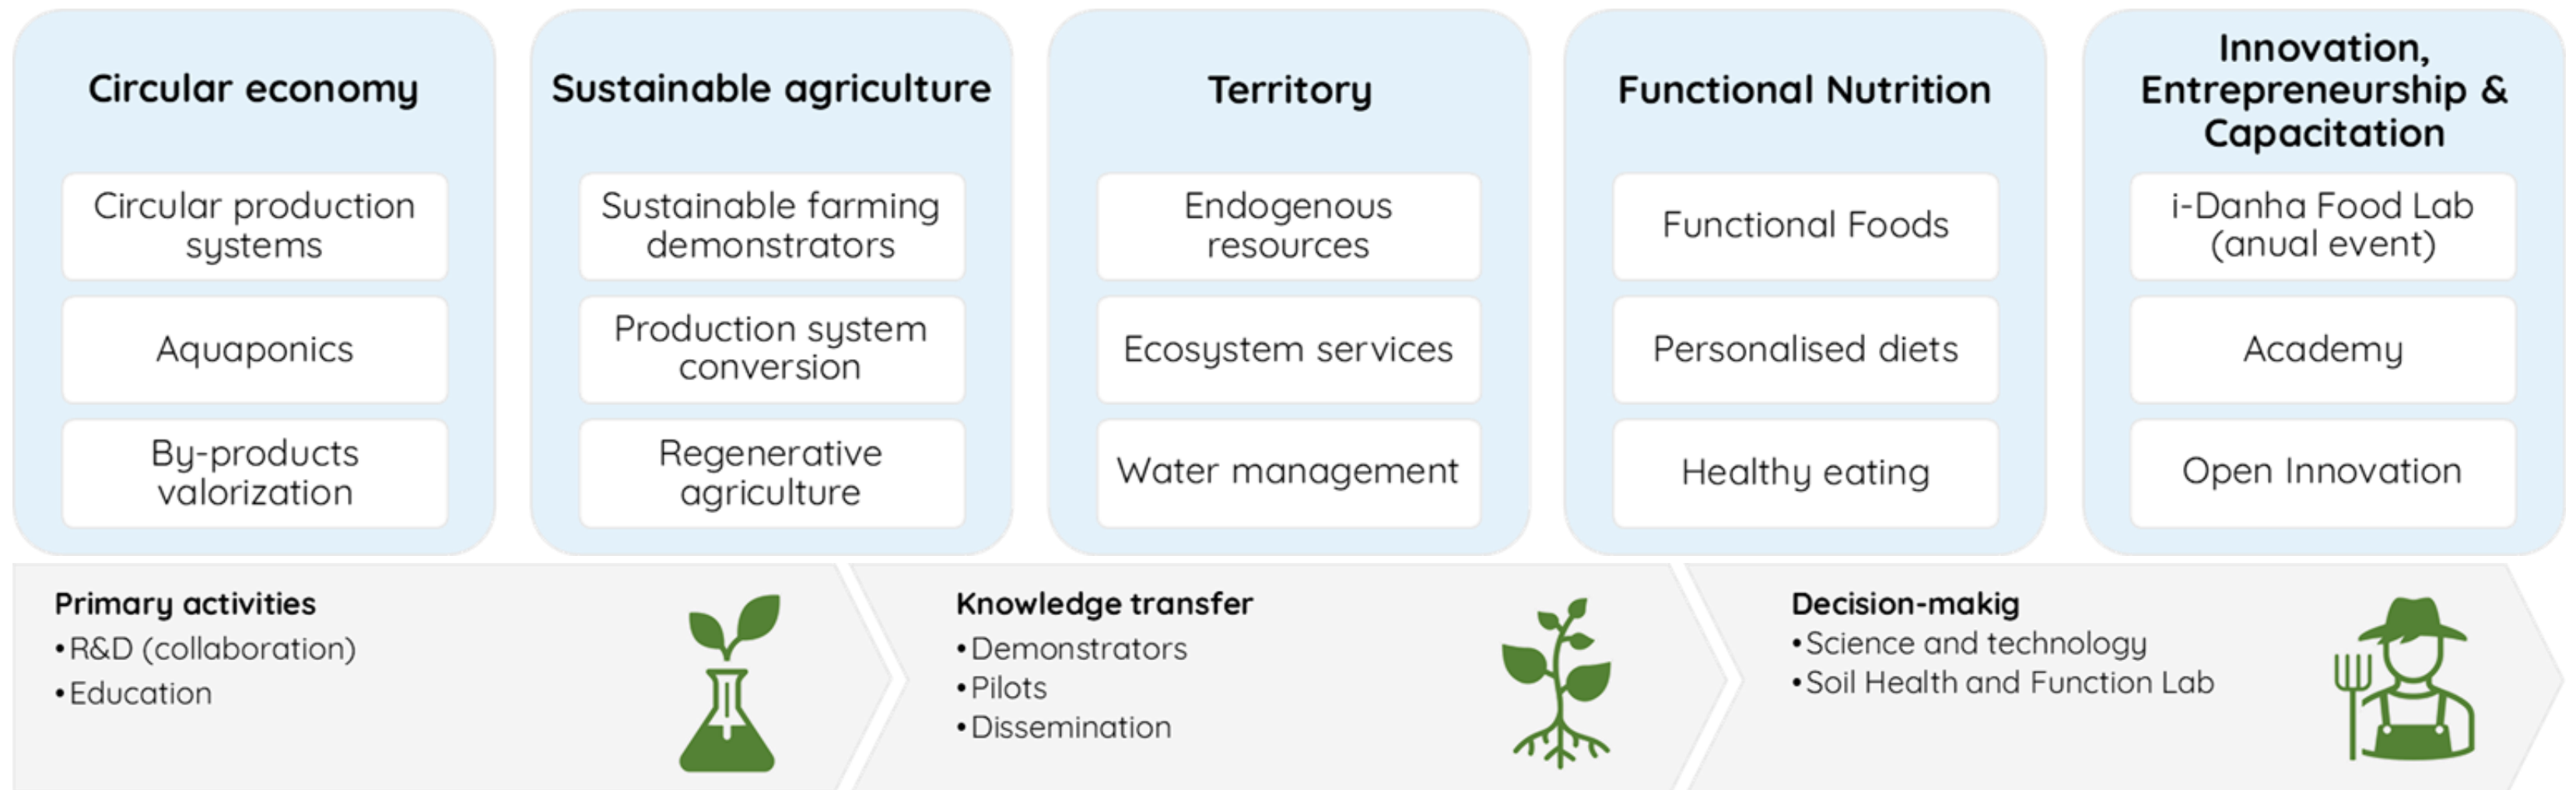 Circular economy
Circular production
systems
Aquaponics
By-products
valorization
Sustainable agriculture
Sustainable farming
demonstrators
Production system
conversion
Regenerative
agriculture
Territory
Endogenous
resources
Ecosystem services
Water management
Functional Nutrition
Functional Foods
Personalised diets
Healthy eating
Innovation,
Entrepreneurship &
Capacitation
i-Danha Food Lab
(anual event)
Academy
Open Innovation
Primary activities
•R&D (collaboration)
•Education
Knowledge transfer
•Demonstrators
•Pilots
•Dissemination
Decision-makig
•Science and technology
•Soil Health and Function Lab